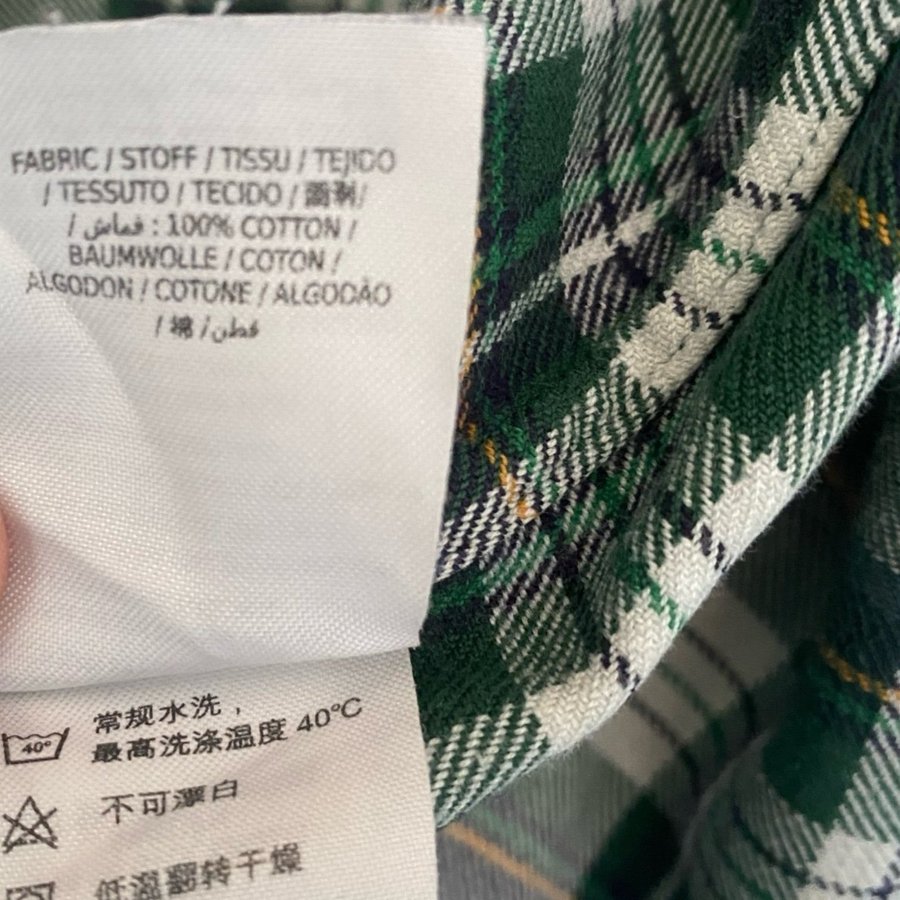 FABRIC / STOFF / TISSU / TEJIDO
/ TESSUTO / TECIDO / 面料/
/ قماش : 100% COTTON /
BAUMWOLLE / COTON /
ALGODON / COTONE / ALGODÃO
/ 棉 / قطن
40°
常规水洗，
最高洗涤温度 40℃
不可漂白
低温翻转干燥